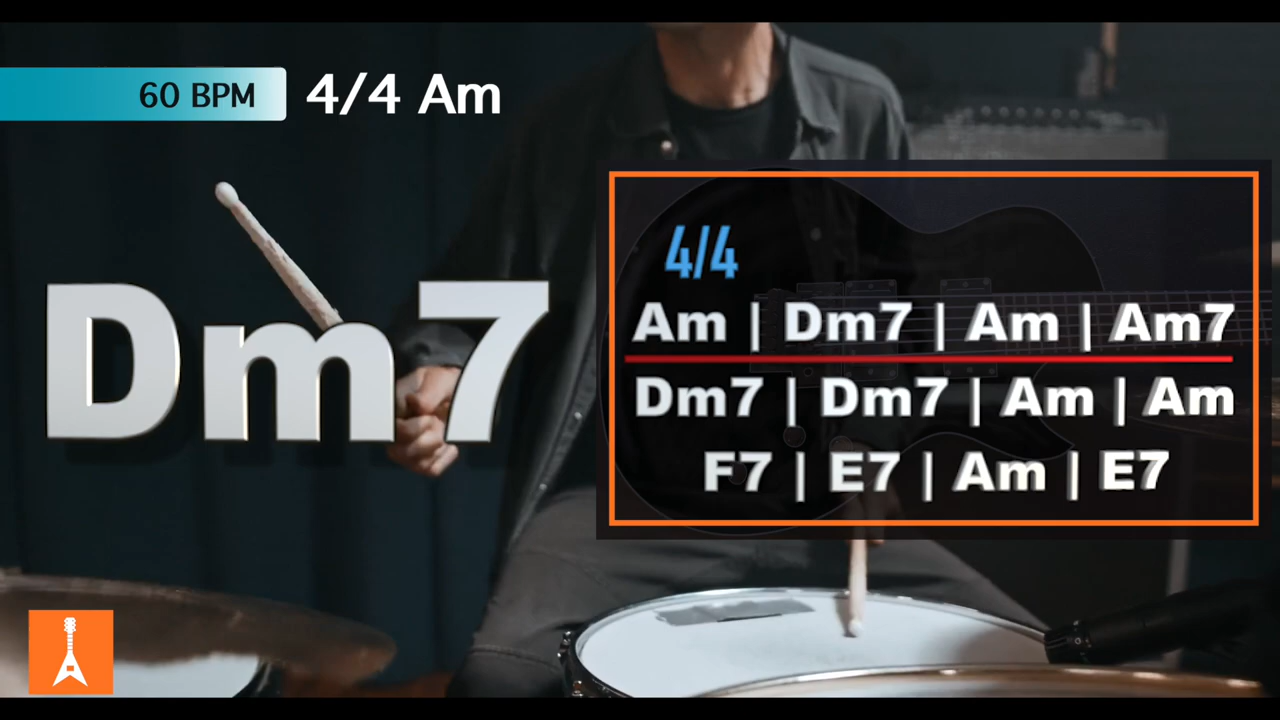 60 BPM 4/4 Am
Dm7
4/4
Am | Dm7 | Am | Am7
Dm7 | Dm7 | Am | Am
F7 | E7 | Am | E7